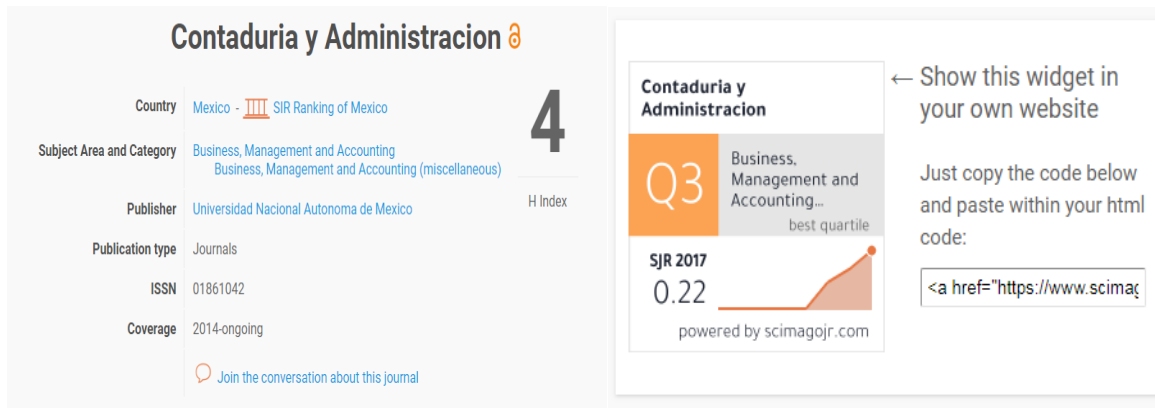 Contaduria y Administracion
Country Mexico - SIR Ranking of Mexico
Subject Area and Category Business, Management and Accounting
Business, Management and Accounting (miscellaneous)
Publisher Universidad Nacional Autonoma de Mexico
Publication type Journals
ISSN 01861042
Coverage 2014-ongoing
Join the conversation about this journal
4
H Index
Contaduria y
Administracion
Q3
Business,
Management and
Accounting...
best quartile
SJR 2017
0.22
powered by scimagojr.com
← Show this widget in
your own website
Just copy the code below
and paste within your html
code:
<a href="https://www.scimag